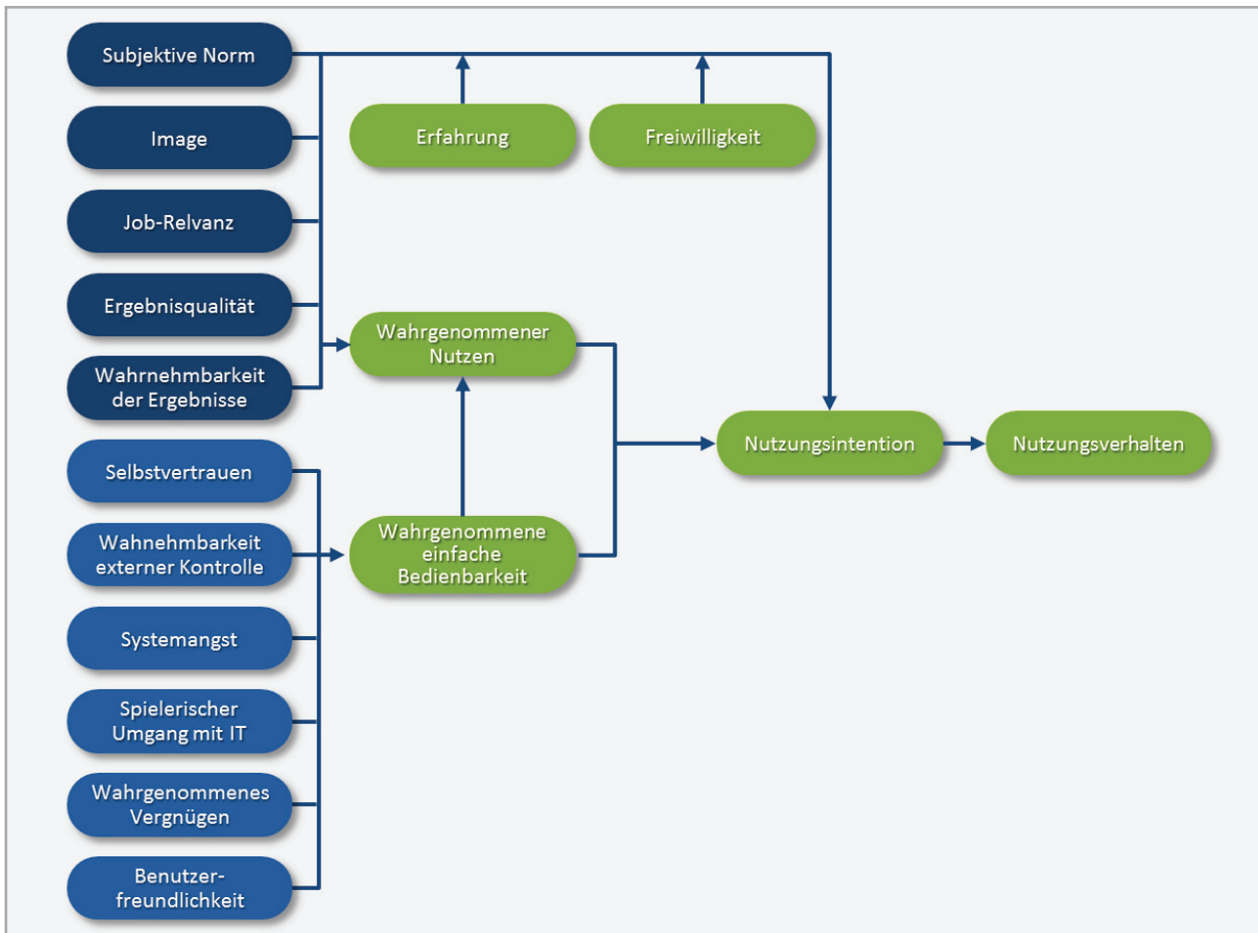 Subjektive Norm
Image
Job-Relvanz
Ergebnisqualität
Wahrnehmbarkeit
der Ergebnisse
Selbstvertrauen
Wahnehmbarkeit
externer Kontrolle
Systemangst
Spielerischer
Umgang mit IT
Wahrgenommenes
Vergnügen
Benutzer-
freundlichkeit
Erfahrung
Freiwilligkeit
Wahrgenommener
Nutzen
Wahrgenommene
einfache
Bedienbarkeit
Nutzungsintention
Nutzungsverhalten